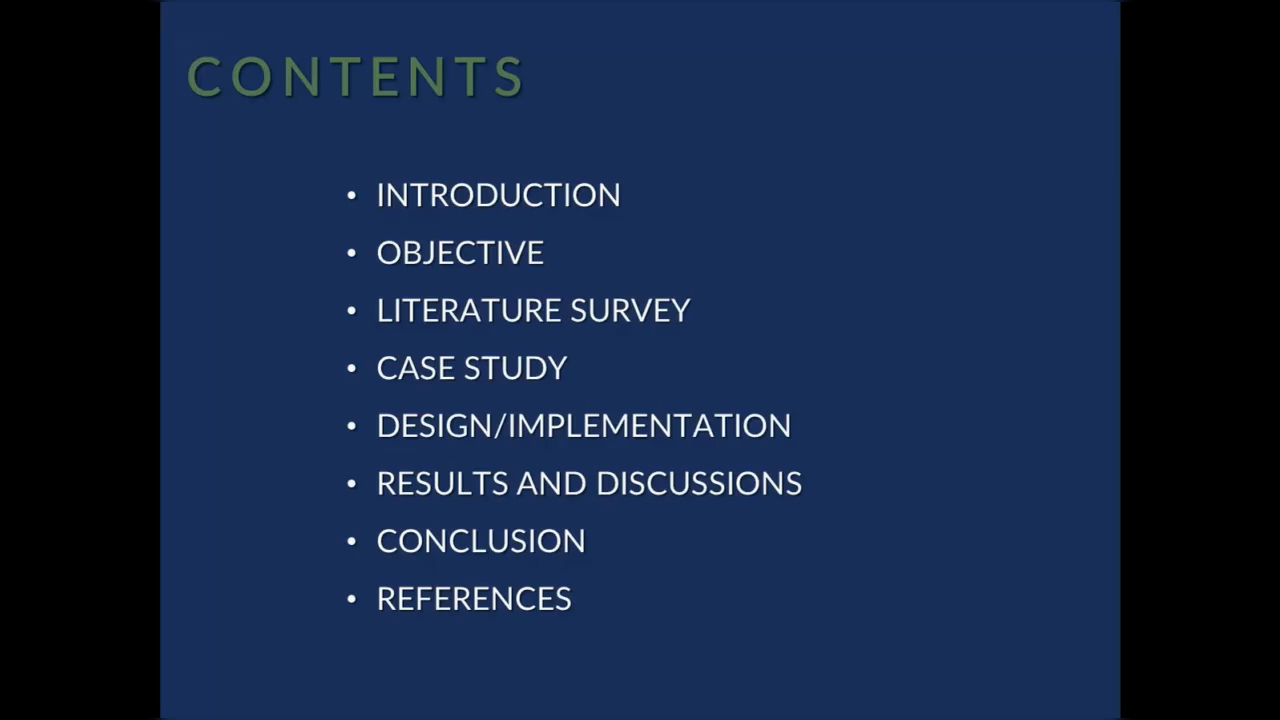 CONTENTS
• INTRODUCTION
• OBJECTIVE
• LITERATURE SURVEY
• CASE STUDY
• DESIGN/IMPLEMENTATION
• RESULTS AND DISCUSSIONS
• CONCLUSION
• REFERENCES